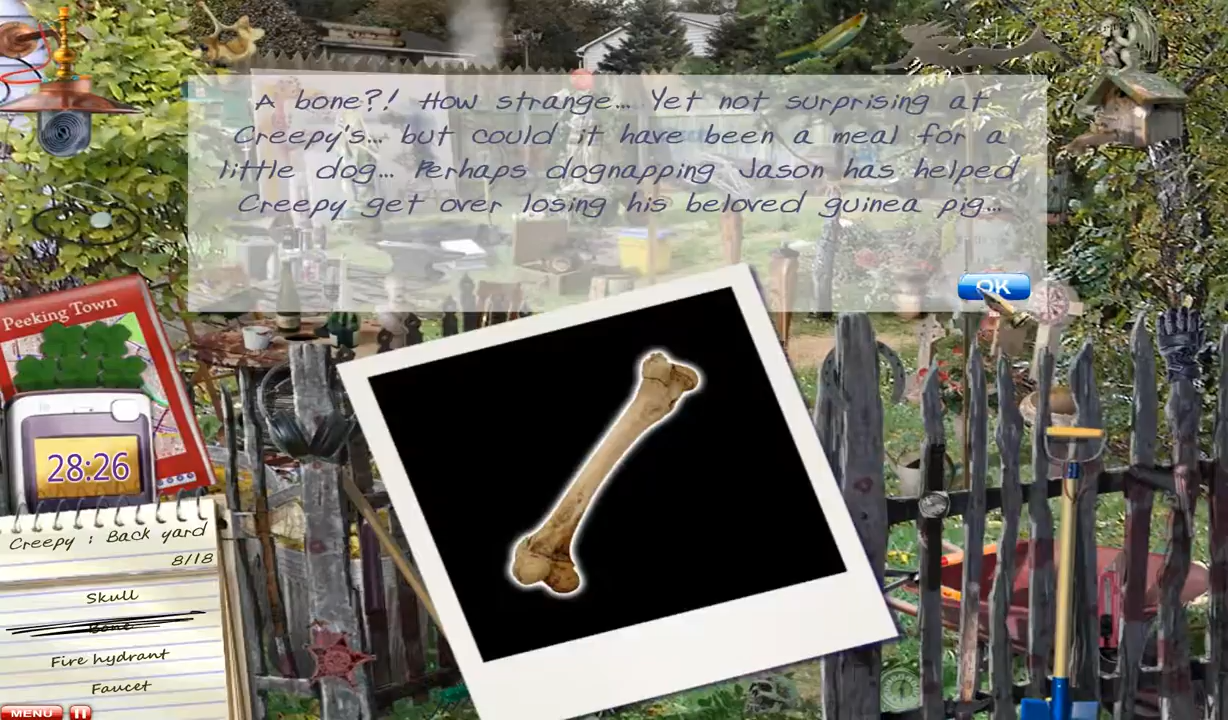 A bone?! How strange... Yet not surprising at
Creepy's... but could it have been a meal for a
little dog... Perhaps dognapping Jason has helped
Creepy get over losing his beloved guinea pig...
OK
Peeking Town
28:26
Creepy : Back yard
8/18
Skull
Bone
Fire hydrant
Faucet
MENU